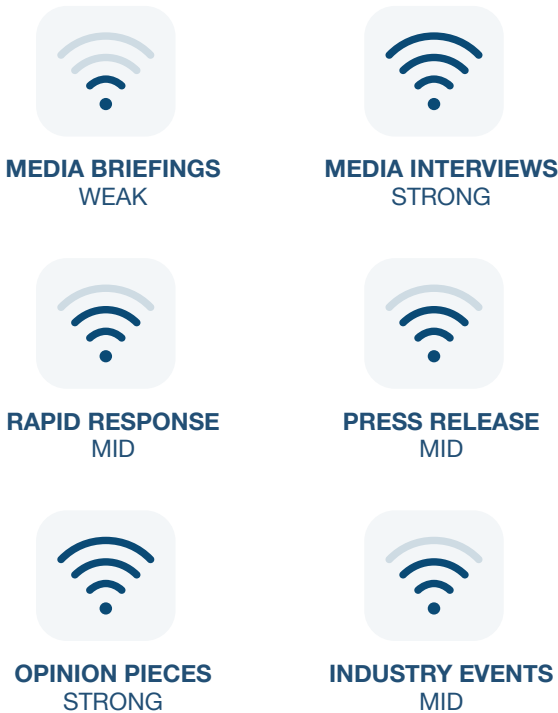 MEDIA BRIEFINGS
WEAK
MEDIA INTERVIEWS
STRONG
RAPID RESPONSE
MID
PRESS RELEASE
MID
OPINION PIECES
STRONG
INDUSTRY EVENTS
MID